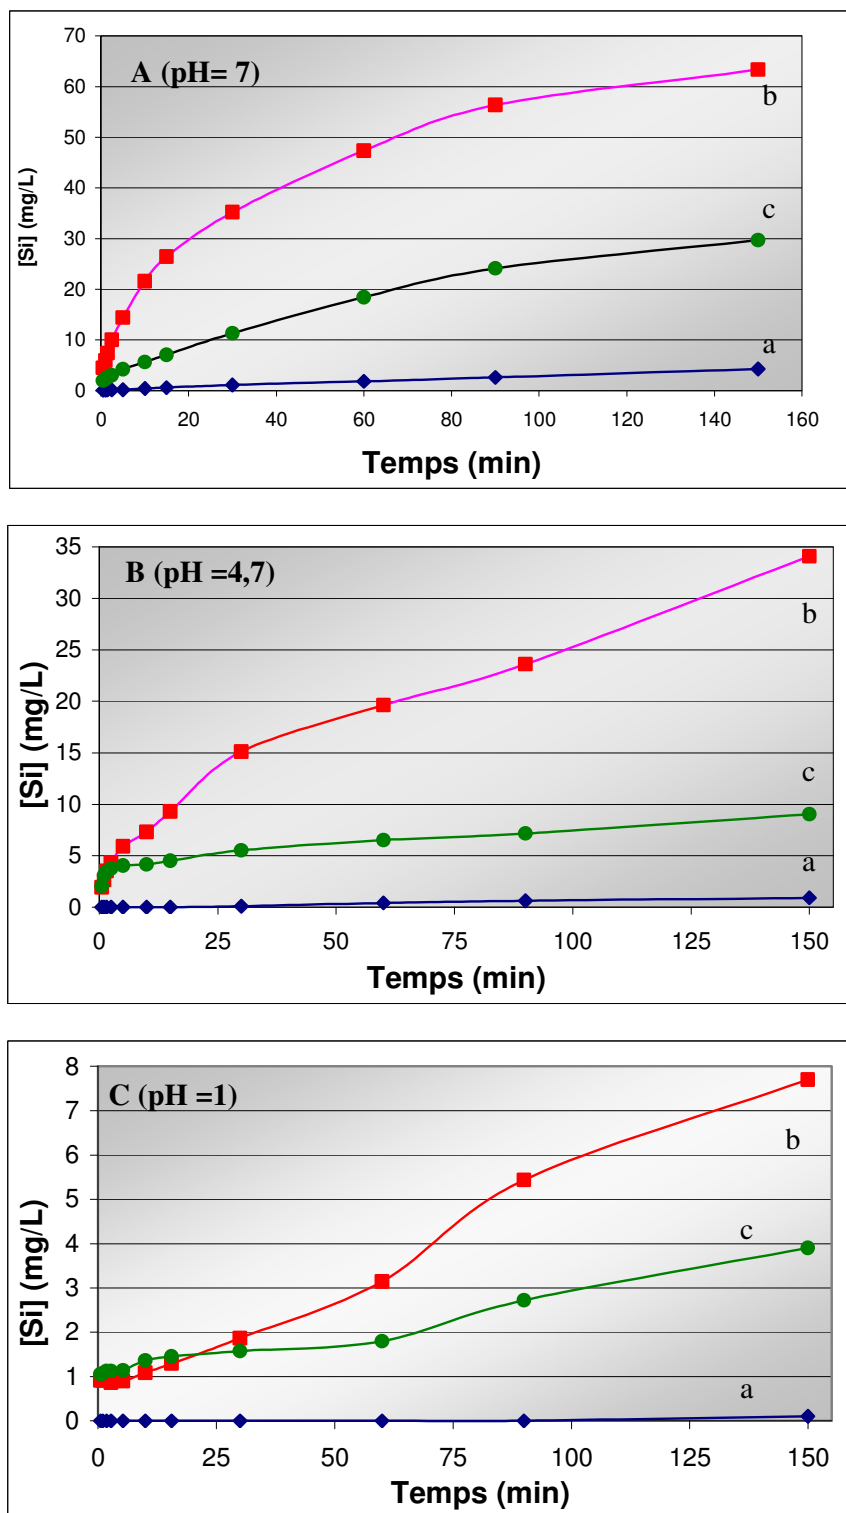 A (pH= 7)
[Si] (mg/L)
70
60
50
40
30
20
10
0
b
c
a
0 20 40 60 80 100 120 140 160
Temps (min)
B (pH =4,7)
[Si] (mg/L)
35
30
25
20
15
10
5
0
b
c
a
0 25 50 75 100 125 150
Temps (min)
C (pH =1)
[Si] (mg/L)
8
7
6
5
4
3
2
1
0
b
c
a
0 25 50 75 100 125 150
Temps (min)